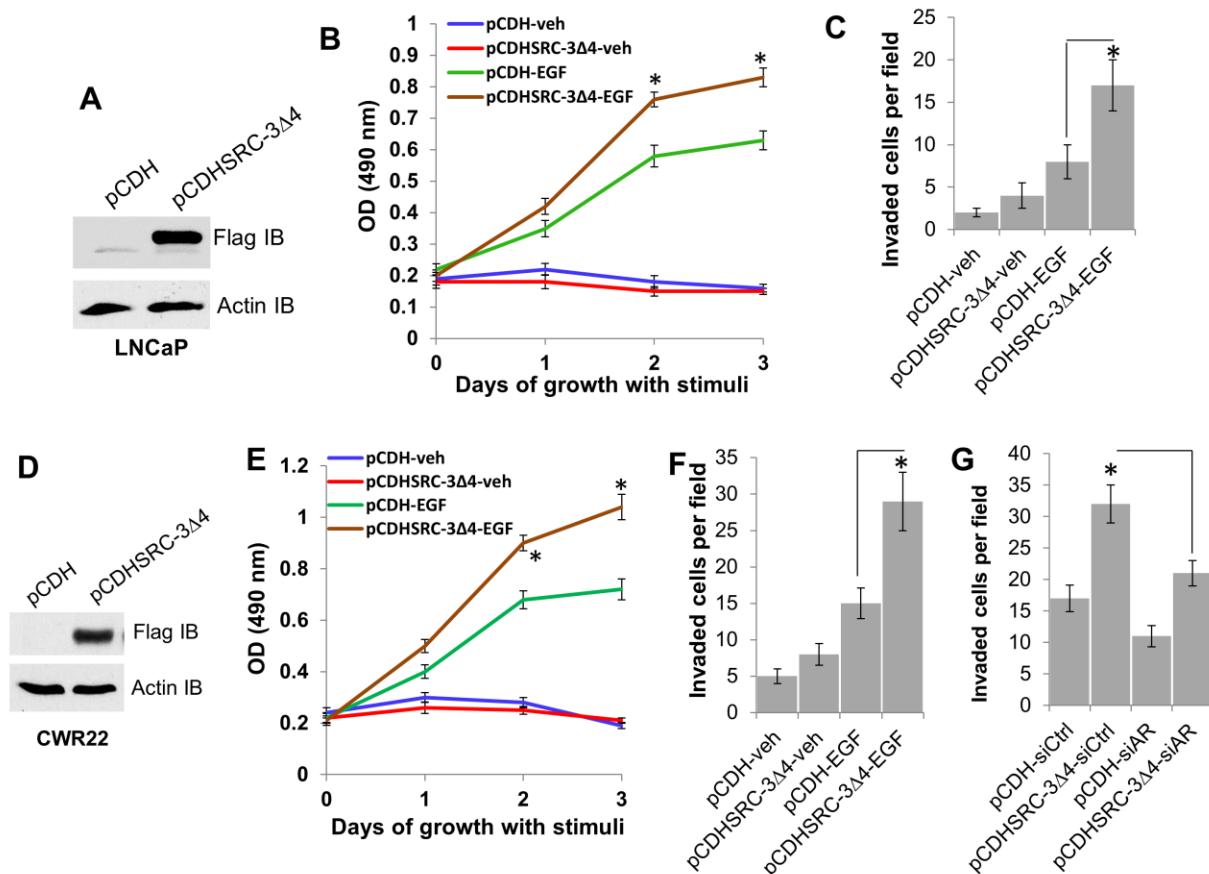 A
pCDH
pCDHSRC-3Δ4
Flag IB
Actin IB
LNCaP
B
pCDH-veh
pCDHSRC-3Δ4-veh
pCDH-EGF
pCDHSRC-3Δ4-EGF
OD (490 nm)
1
0.9
0.8
0.7
0.6
0.5
0.4
0.3
0.2
0.1
0
*
*
0
1
2
3
Days of growth with stimuli
C
Invaded cells per field
25
20
15
10
5
0
*
pCDH-veh
pCDHSRC-3Δ4-veh
pCDH-EGF
pCDHSRC-3Δ4-EGF
D
pCDH
pCDHSRC-3Δ4
Flag IB
Actin IB
CWR22
E
pCDH-veh
pCDHSRC-3Δ4-veh
pCDH-EGF
pCDHSRC-3Δ4-EGF
OD (490 nm)
1.2
1
0.8
0.6
0.4
0.2
0
*
*
0
1
2
3
Days of growth with stimuli
F
Invaded cells per field
35
30
25
20
15
10
5
0
*
pCDH-veh
pCDHSRC-3Δ4-veh
pCDH-EGF
pCDHSRC-3Δ4-EGF
G
Invaded cells per field
40
35
30
25
20
15
10
5
0
*
pCDH-siCtrl
pCDHSRC-3Δ4-siCtrl
pCDH-siAR
pCDHSRC-3Δ4-siAR